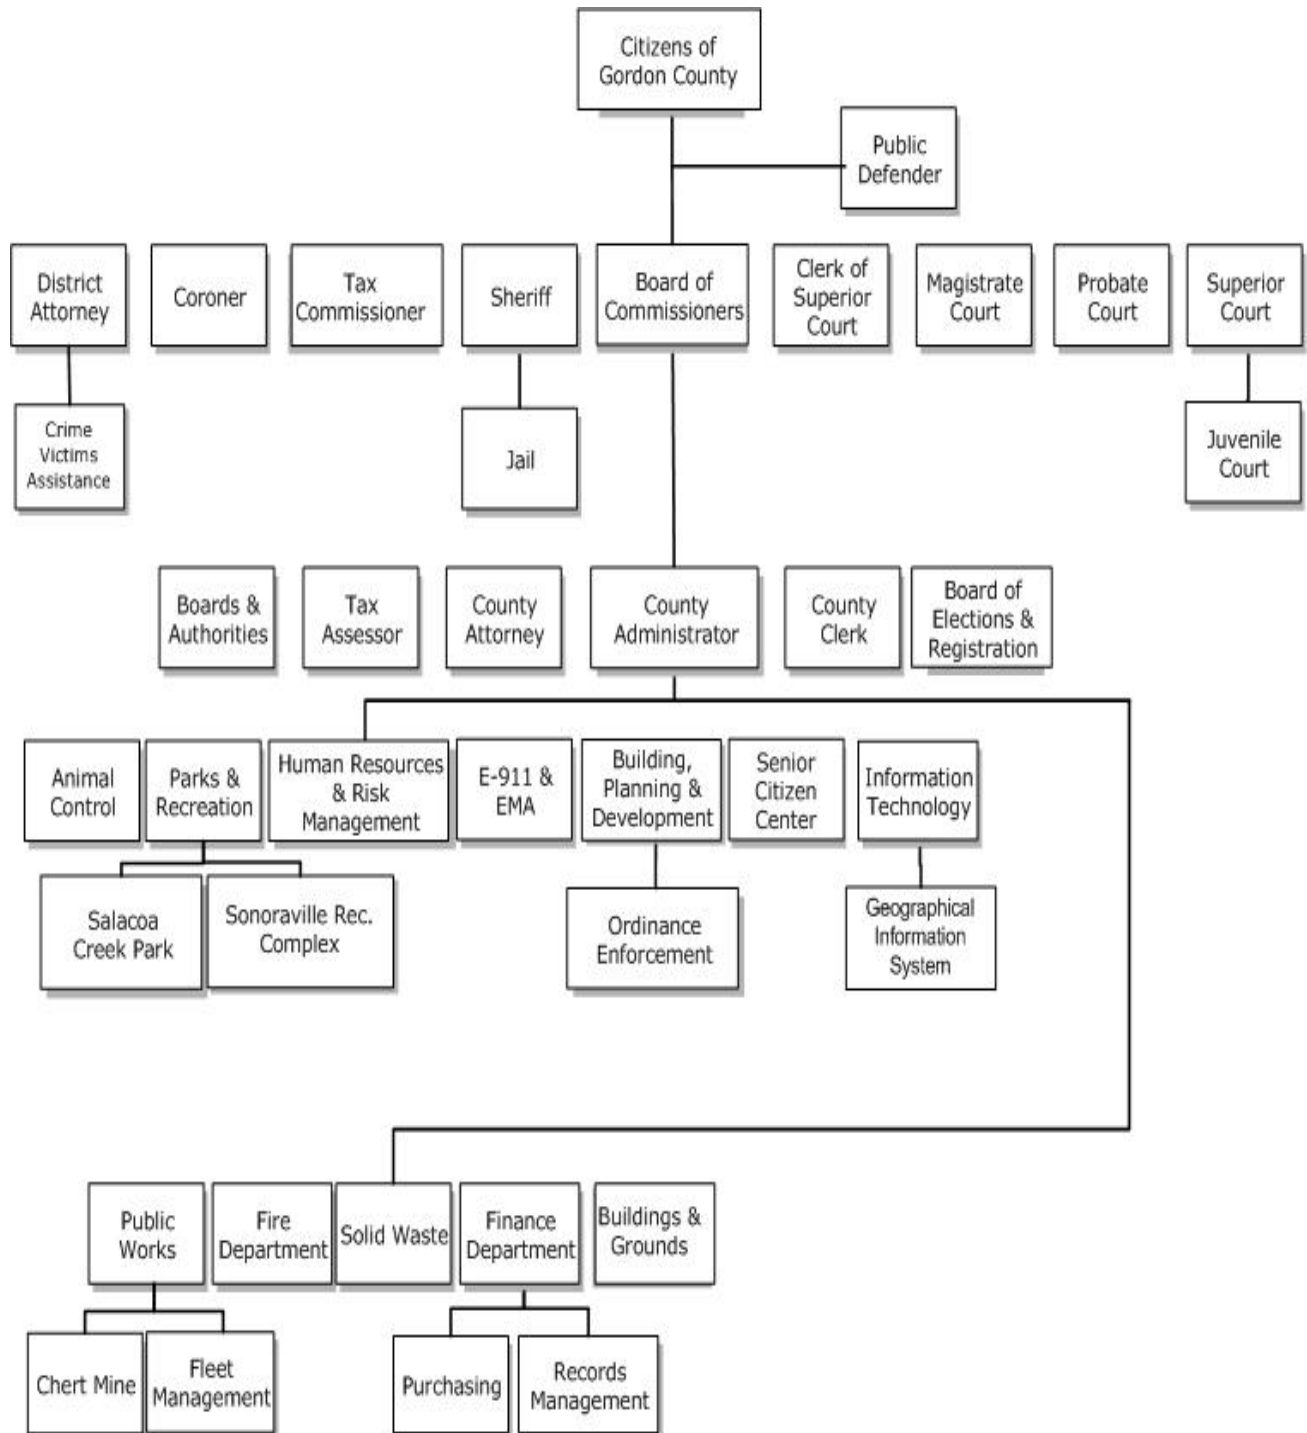 Citizens of
Gordon County
Public
Defender
District
Attorney
Coroner
Tax
Commissioner
Sheriff
Board of
Commissioners
Clerk of
Superior
Court
Magistrate
Court
Probate
Court
Superior
Court
Crime
Victims
Assistance
Jail
Juvenile
Court
Boards &
Authorities
Tax
Assessor
County
Attorney
County
Administrator
County
Clerk
Board of
Elections &
Registration
Animal
Control
Parks &
Recreation
Human Resources
& Risk
Management
E-911 &
EMA
Building,
Planning &
Development
Senior
Citizen
Center
Information
Technology
Salacoa
Creek Park
Sonoraville Rec.
Complex
Ordinance
Enforcement
Geographical
Information
System
Public
Works
Fire
Department
Solid Waste
Finance
Department
Buildings &
Grounds
Chert Mine
Fleet
Management
Purchasing
Records
Management